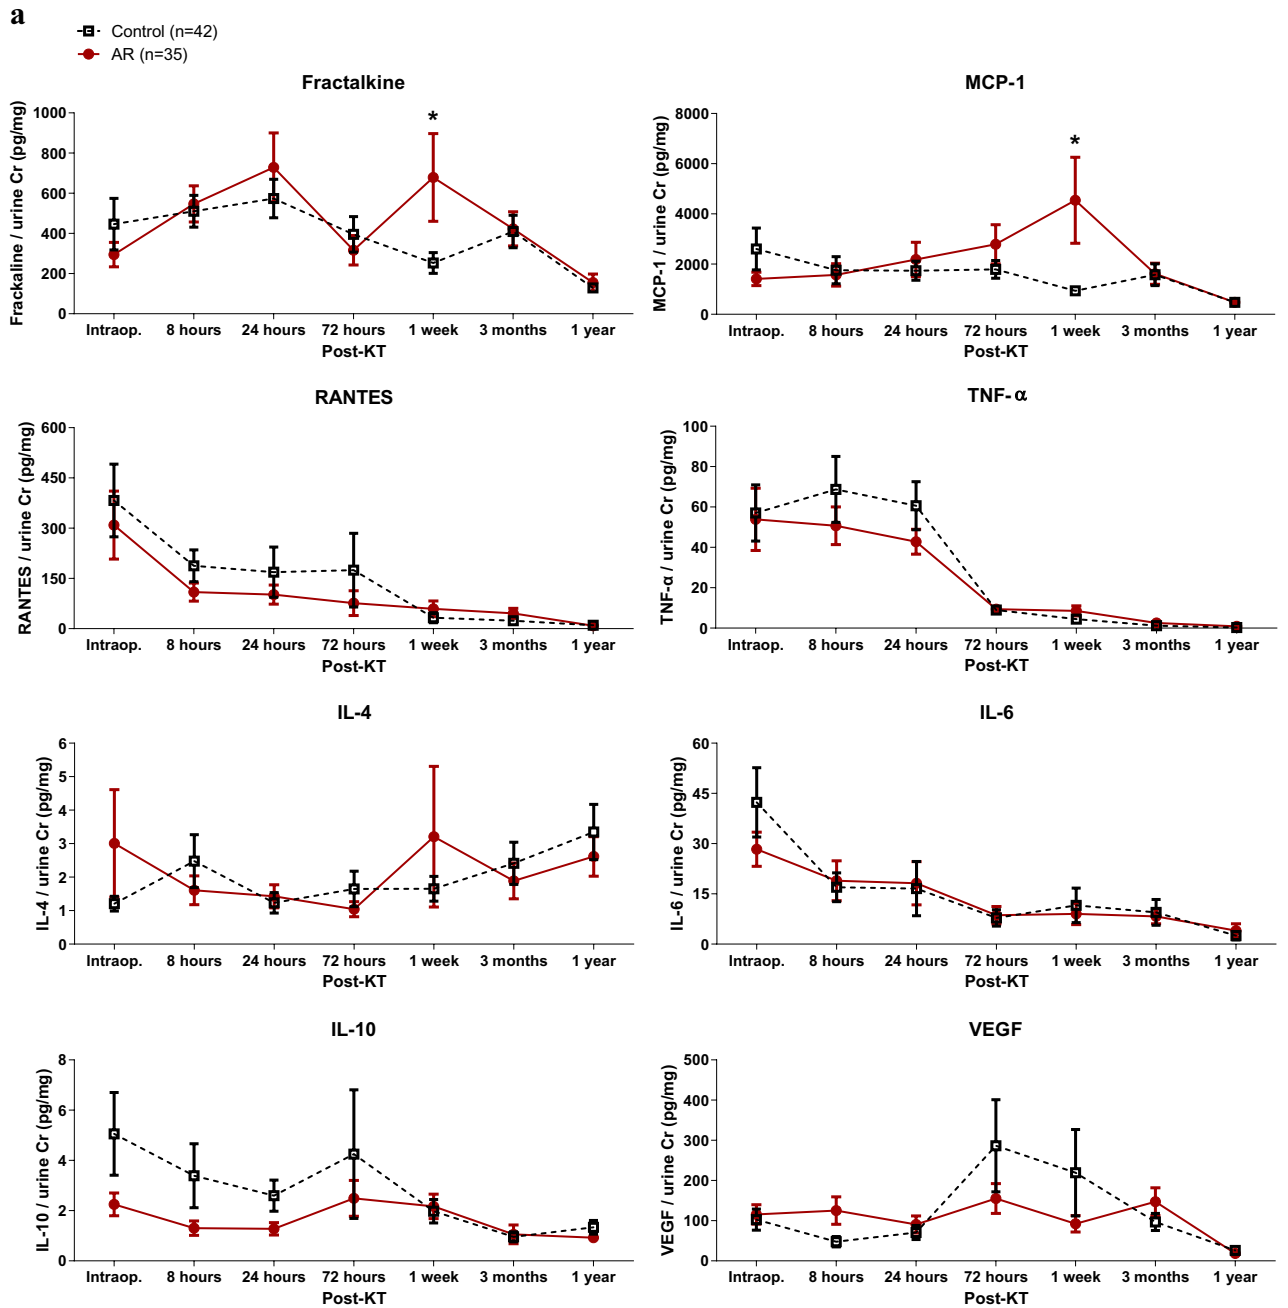 a
Control (n=42)
AR (n=35)
Fractalkine
Frackaline / urine Cr (pg/mg)
1000
800
600
400
200
0
*
Intraop. 8 hours 24 hours 72 hours 1 week 3 months 1 year
Post-KT
MCP-1
MCP-1 / urine Cr (pg/mg)
8000
6000
4000
2000
0
*
Intraop. 8 hours 24 hours 72 hours 1 week 3 months 1 year
Post-KT
RANTES
RANTES / urine Cr (pg/mg)
600
450
300
150
0
Intraop. 8 hours 24 hours 72 hours 1 week 3 months 1 year
Post-KT
TNF-α
TNF-α / urine Cr (pg/mg)
100
80
60
40
20
0
Intraop. 8 hours 24 hours 72 hours 1 week 3 months 1 year
Post-KT
IL-4
IL-4 / urine Cr (pg/mg)
6
5
4
3
2
1
0
Intraop. 8 hours 24 hours 72 hours 1 week 3 months 1 year
Post-KT
IL-6
IL-6 / urine Cr (pg/mg)
60
45
30
15
0
Intraop. 8 hours 24 hours 72 hours 1 week 3 months 1 year
Post-KT
IL-10
IL-10 / urine Cr (pg/mg)
8
6
4
2
0
Intraop. 8 hours 24 hours 72 hours 1 week 3 months 1 year
Post-KT
VEGF
VEGF / urine Cr (pg/mg)
500
400
300
200
100
0
Intraop. 8 hours 24 hours 72 hours 1 week 3 months 1 year
Post-KT